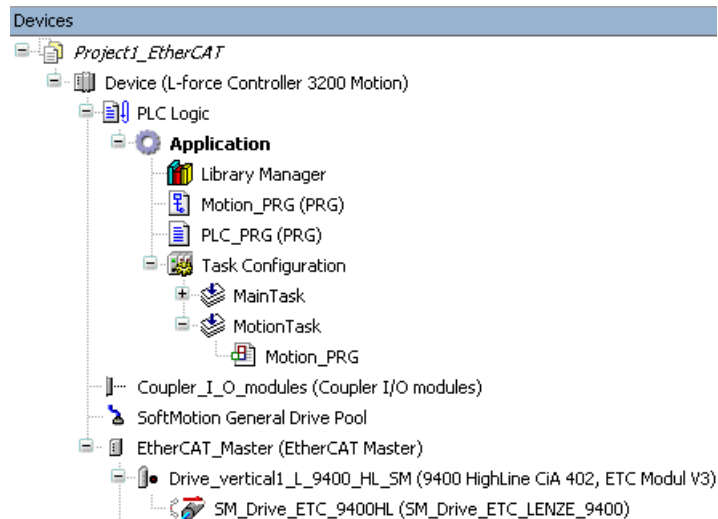 Devices
Project1_EtherCAT
Device (L-force Controller 3200 Motion)
PLC Logic
Application
Library Manager
Motion_PRG (PRG)
PLC_PRG (PRG)
Task Configuration
MainTask
MotionTask
Motion_PRG
Coupler_I_O_modules (Coupler I/O modules)
SoftMotion General Drive Pool
EtherCAT_Master (EtherCAT Master)
Drive_vertical1_L_9400_HL_SM (9400 HighLine CiA 402, ETC Modul V3)
SM_Drive_ETC_9400HL (SM_Drive_ETC_LENZE_9400)